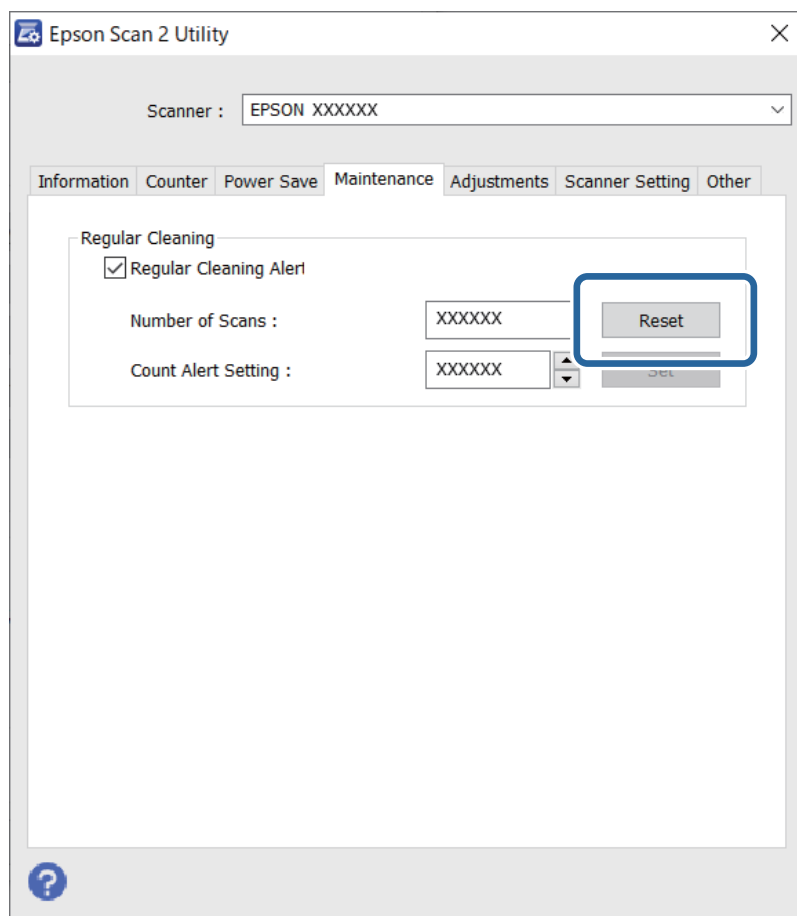 Epson Scan 2 Utility
Scanner : EPSON XXXXXX
Information Counter Power Save Maintenance Adjustments Scanner Setting Other
Regular Cleaning
Regular Cleaning Alert
Number of Scans : XXXXXX Reset
Count Alert Setting : XXXXXX Set
?